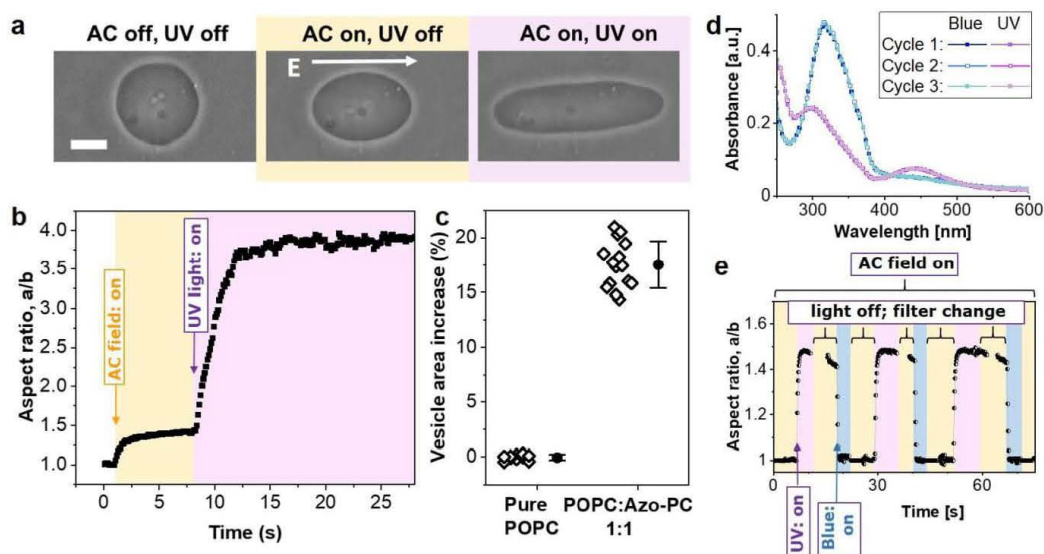 a
AC off, UV off
AC on, UV off
AC on, UV on
E
b
Aspect ratio, a/b
4.0
3.5
3.0
2.5
2.0
1.5
1.0
AC field: on
UV light: on
0
5
10
15
20
25
Time (s)
c
Vesicle area increase (%)
20
15
10
5
0
Pure
POPC
POPC:Azo-PC
1:1
d
Absorbance [a.u.]
0.4
0.2
0
Blue UV
Cycle 1:
Cycle 2:
Cycle 3:
300
400
500
600
Wavelength [nm]
e
AC field on
light off; filter change
Aspect ratio, a/b
1.6
1.4
1.2
1
0
30
60
Time [s]
UV: on
Blue:
on